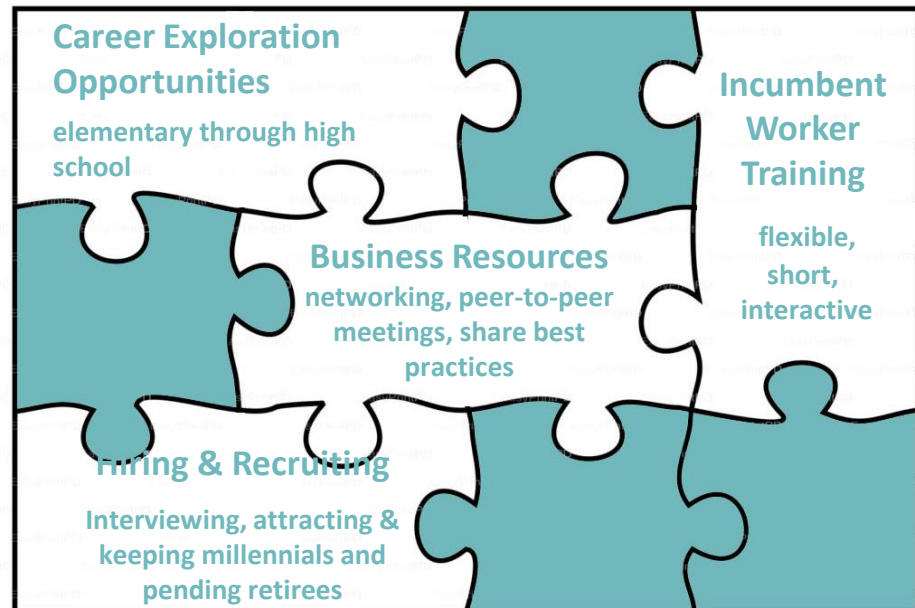 Career Exploration
Opportunities
elementary through high
school
Incumbent
Worker
Training
flexible,
short,
interactive
Business Resources
networking, peer-to-peer
meetings, share best
practices
Hiring & Recruiting
Interviewing, attracting &
keeping millennials and
pending retirees